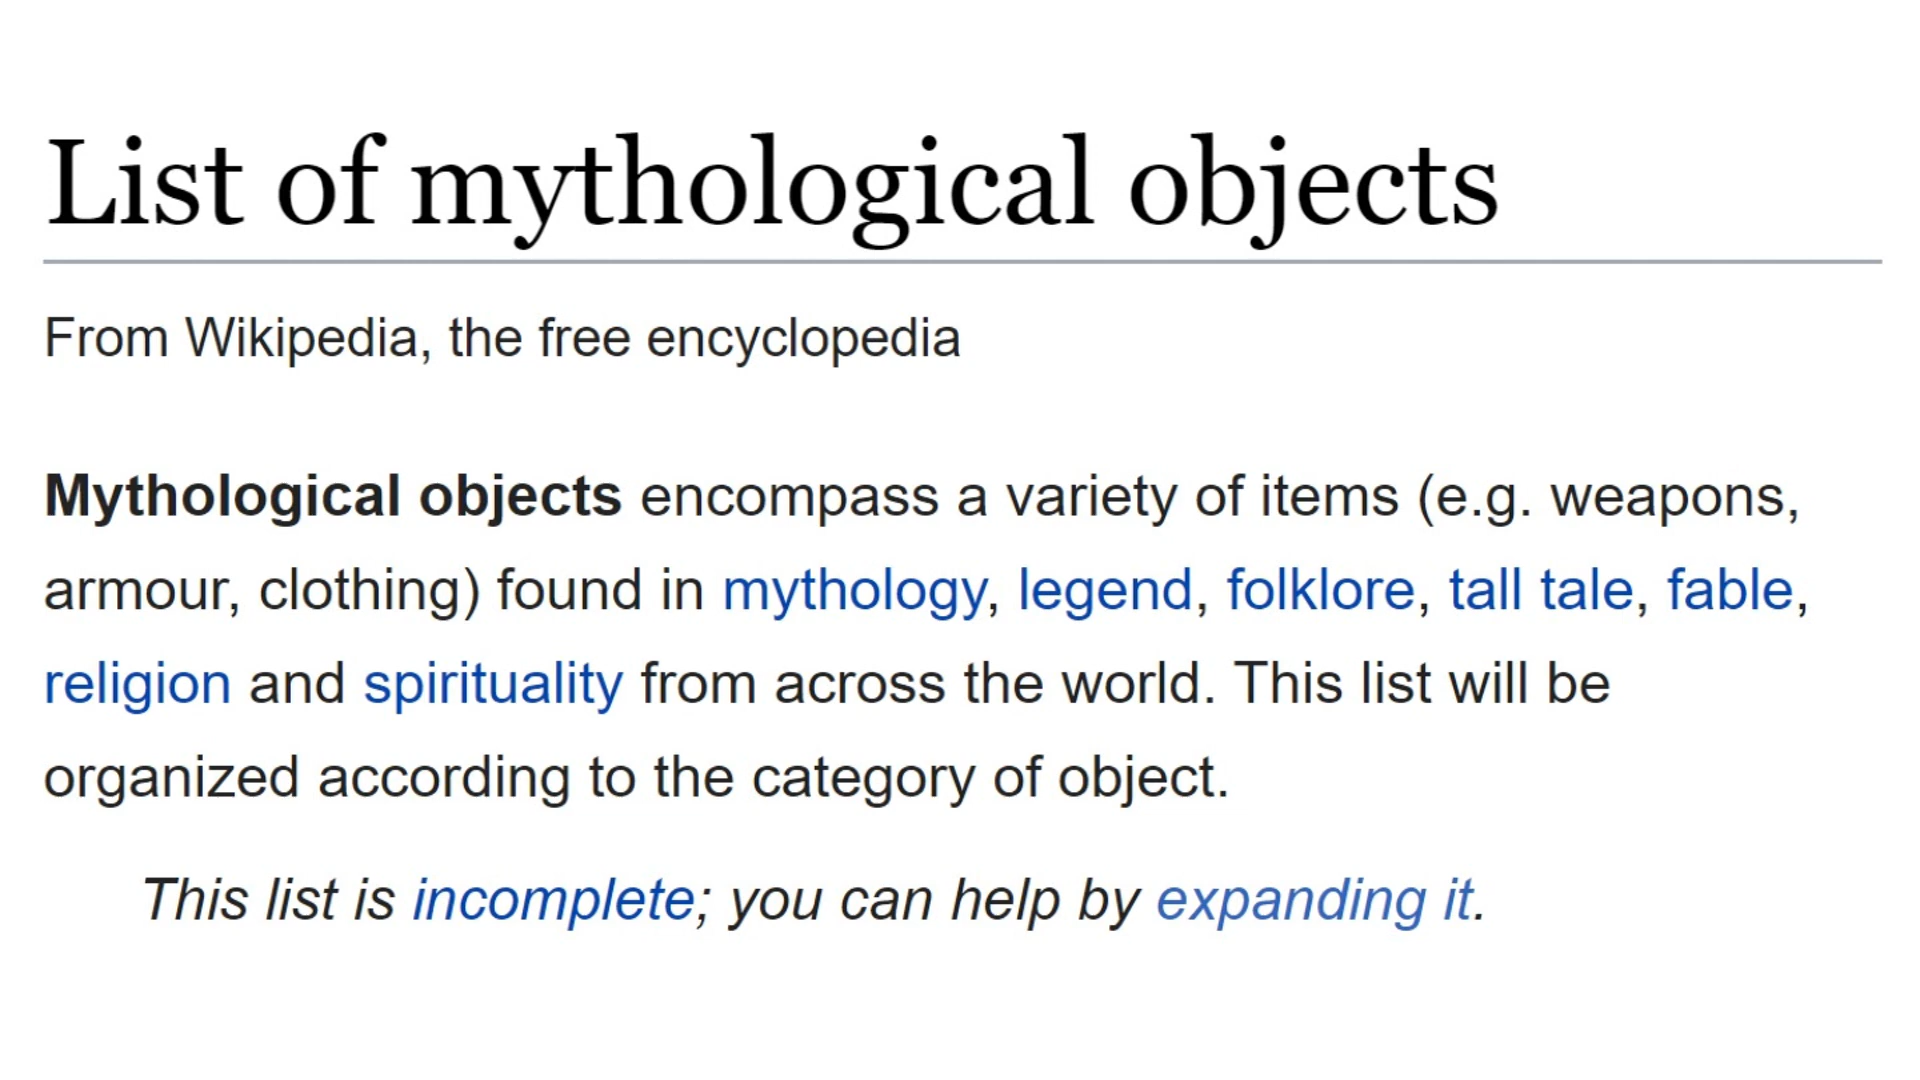 List of mythological objects
From Wikipedia, the free encyclopedia
Mythological objects encompass a variety of items (e.g. weapons,
armour, clothing) found in mythology, legend, folklore, tall tale, fable,
religion and spirituality from across the world. This list will be
organized according to the category of object.
This list is incomplete; you can help by expanding it.